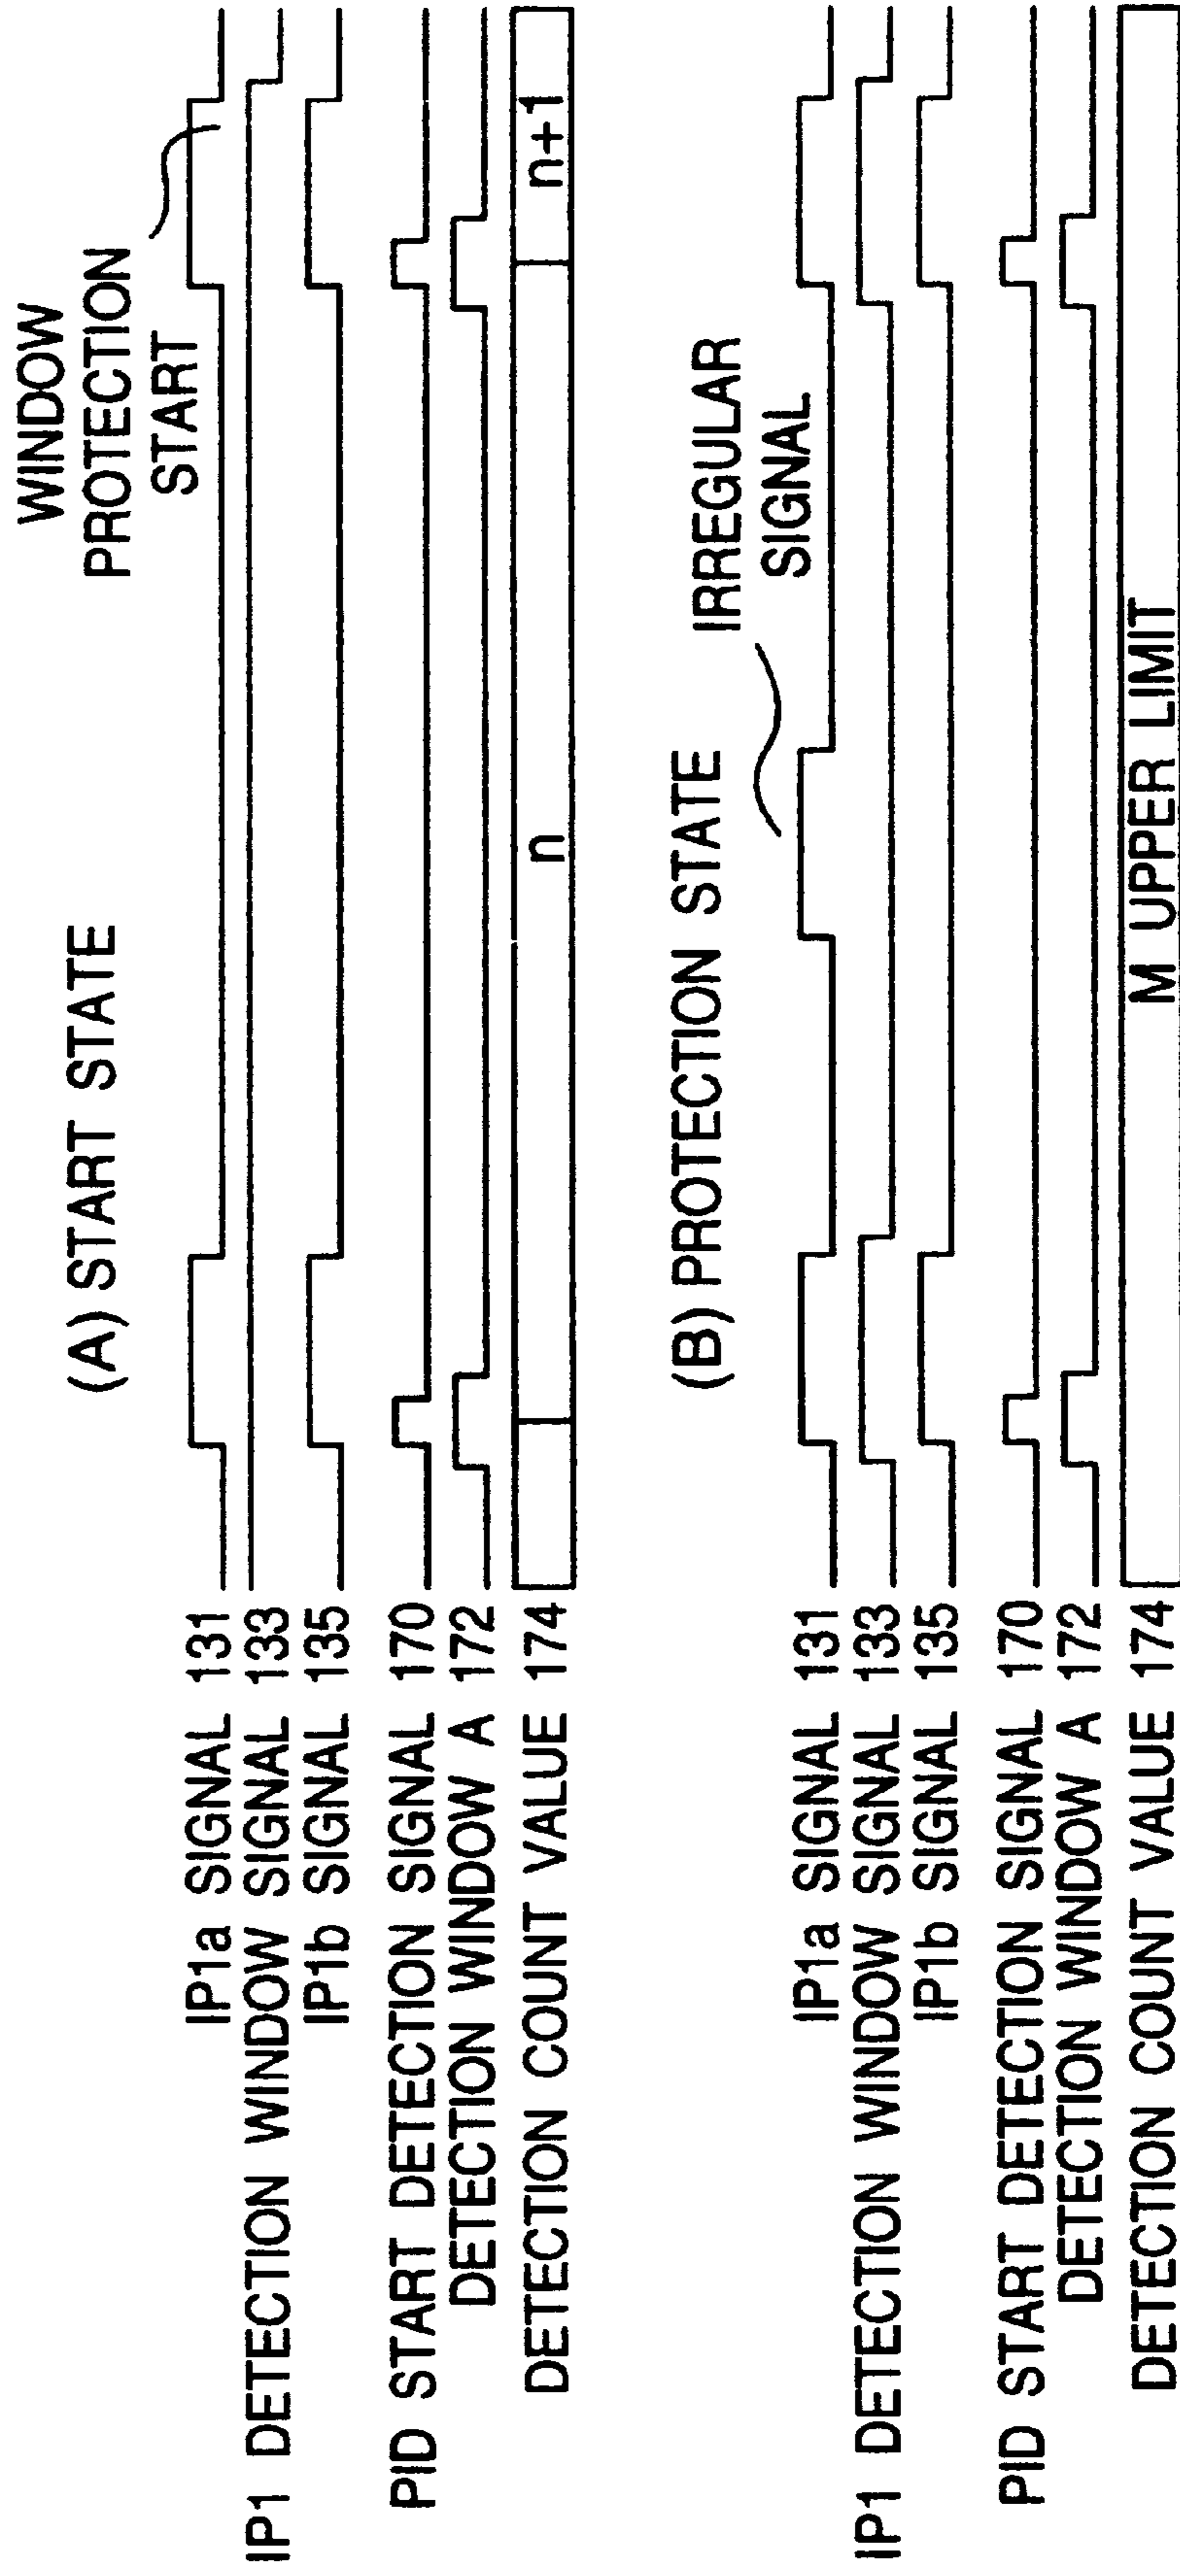 (A) START STATE
WINDOW
PROTECTION
START
IP1a SIGNAL 131
IP1 DETECTION WINDOW SIGNAL 133
IP1b SIGNAL 135
PID START DETECTION SIGNAL 170
DETECTION WINDOW A 172
DETECTION COUNT VALUE 174
n
n+1
(B) PROTECTION STATE
IRREGULAR
SIGNAL
IP1a SIGNAL 131
IP1 DETECTION WINDOW SIGNAL 133
IP1b SIGNAL 135
PID START DETECTION SIGNAL 170
DETECTION WINDOW A 172
DETECTION COUNT VALUE 174
M UPPER LIMIT